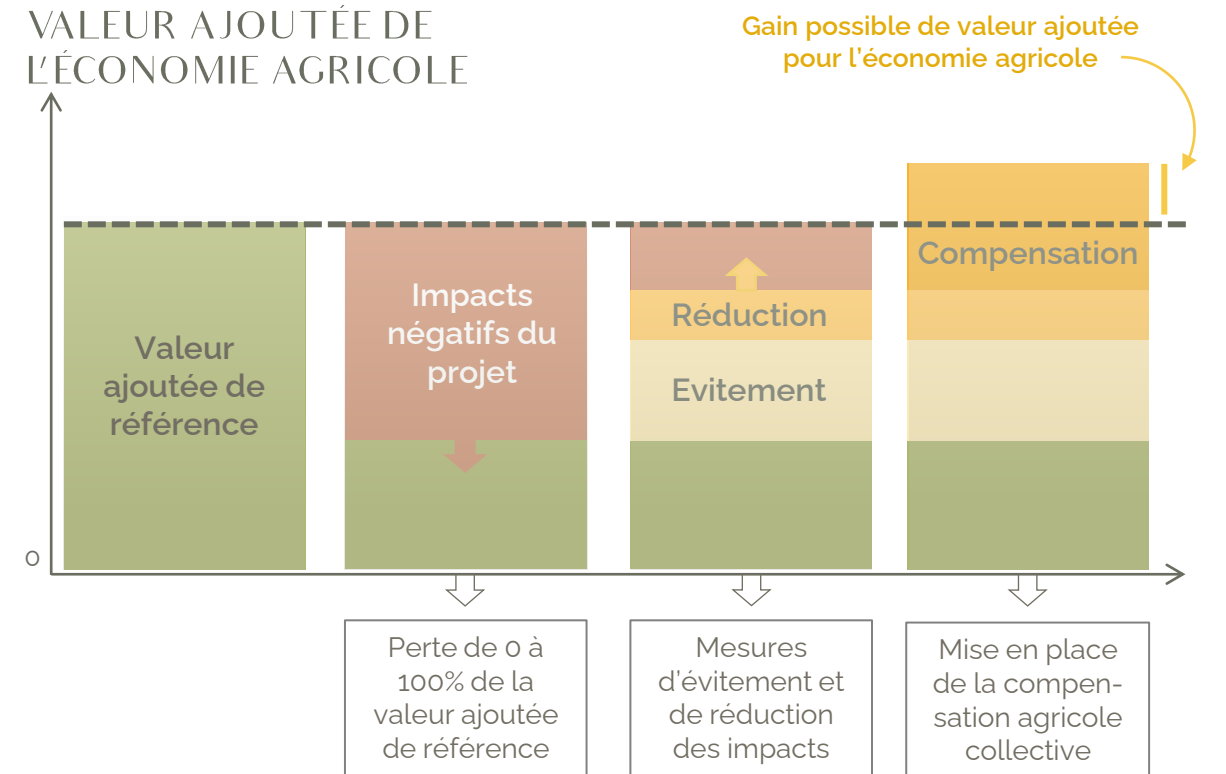 VALEUR AJOUTÉE DE
L'ÉCONOMIE AGRICOLE
Gain possible de valeur ajoutée
pour l'économie agricole
Valeur
ajoutée de
référence
Impacts
négatifs du
projet
Réduction
Evitement
Compensation
0
Perte de 0 à
100% de la
valeur ajoutée
de référence
Mesures
d'évitement et
de réduction
des impacts
Mise en place
de la compen-
sation agricole
collective